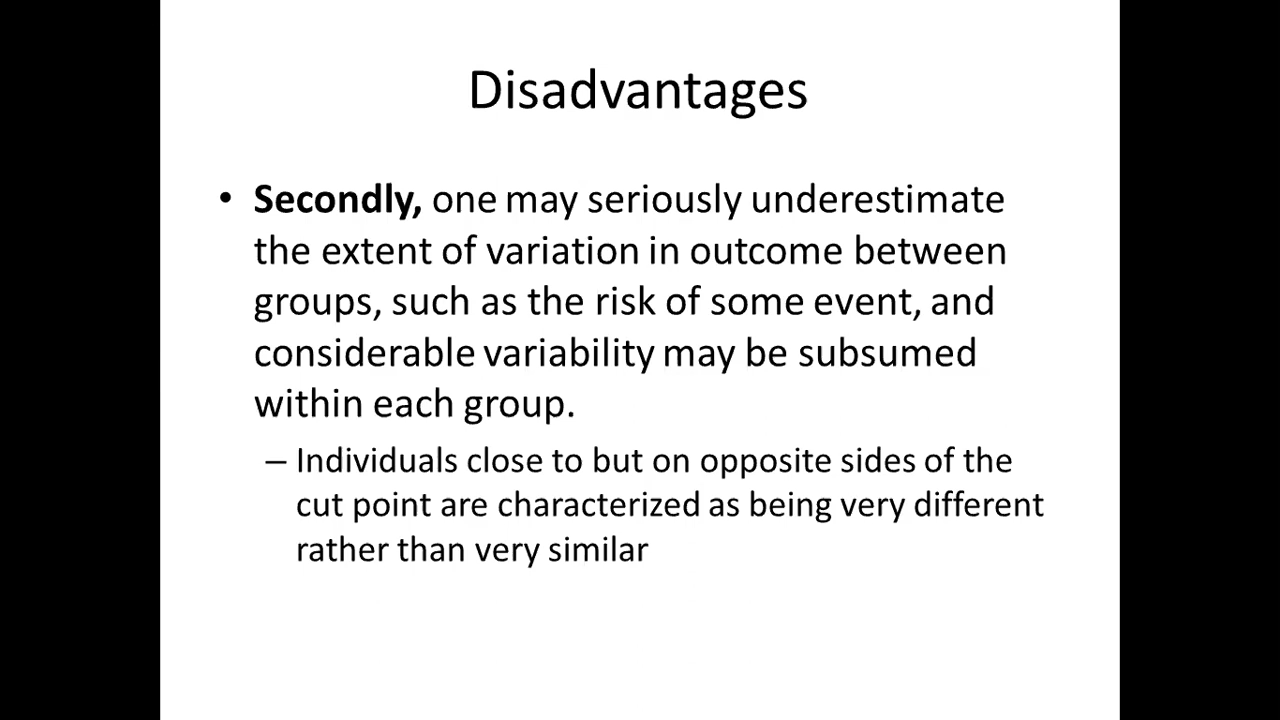 Disadvantages
• Secondly, one may seriously underestimate
the extent of variation in outcome between
groups, such as the risk of some event, and
considerable variability may be subsumed
within each group.
– Individuals close to but on opposite sides of the
cut point are characterized as being very different
rather than very similar